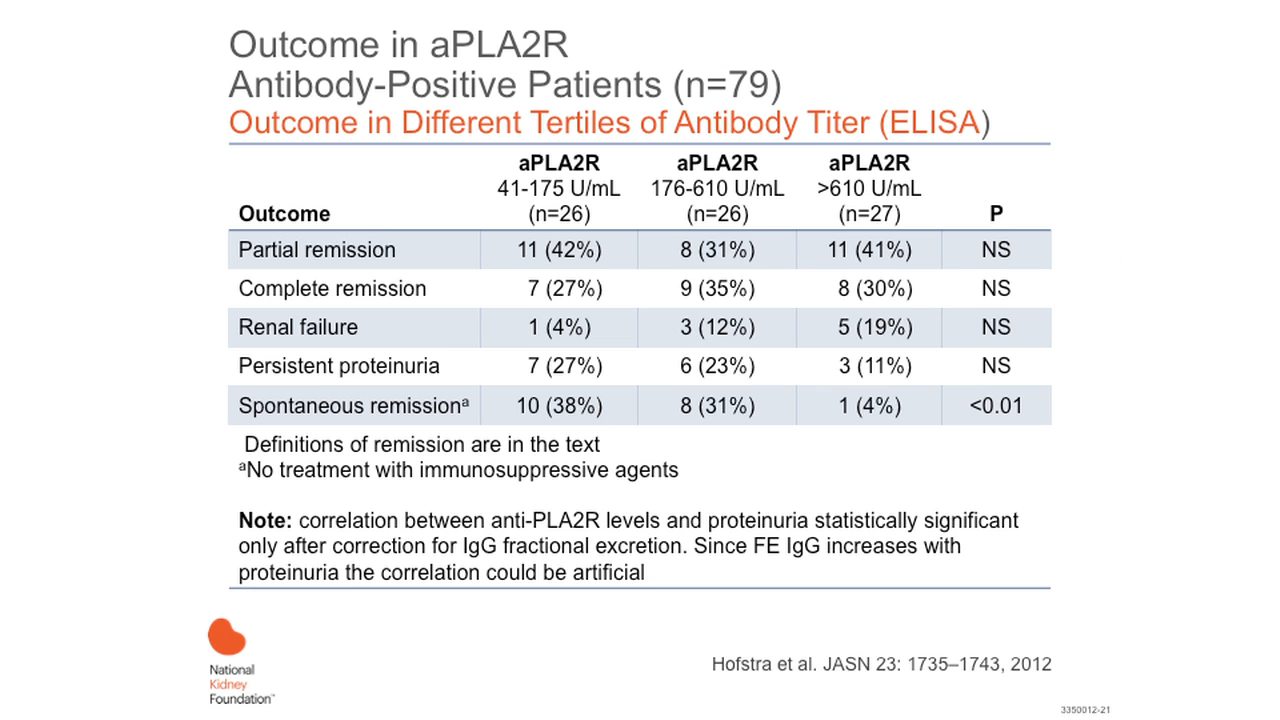 Outcome in aPLA2R
Antibody-Positive Patients (n=79)
Outcome in Different Tertiles of Antibody Titer (ELISA)
aPLA2R aPLA2R aPLA2R
41-175 U/mL 176-610 U/mL >610 U/mL
Outcome (n=26) (n=26) (n=27) P
Partial remission 11 (42%) 8 (31%) 11 (41%) NS
Complete remission 7 (27%) 9 (35%) 8 (30%) NS
Renal failure 1 (4%) 3 (12%) 5 (19%) NS
Persistent proteinuria 7 (27%) 6 (23%) 3 (11%) NS
Spontaneous remissionᵃ 10 (38%) 8 (31%) 1 (4%) <0.01
Definitions of remission are in the text
ᵃNo treatment with immunosuppressive agents
Note: correlation between anti-PLA2R levels and proteinuria statistically significant
only after correction for IgG fractional excretion. Since FE IgG increases with
proteinuria the correlation could be artificial
National
Kidney
Foundation™
Hofstra et al. JASN 23: 1735–1743, 2012
3350012-21